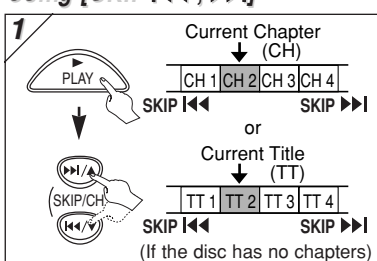 Using [SKIP ⏮, ⏭]
1
PLAY
⏭/▲
(SKIP/CH
⏮/▼
Current Chapter
(CH)
CH 1 CH 2 CH 3 CH 4
SKIP ⏮ SKIP ⏭
or
Current Title
(TT)
TT 1 TT 2 TT 3 TT 4
SKIP ⏮ SKIP ⏭
(If the disc has no chapters)